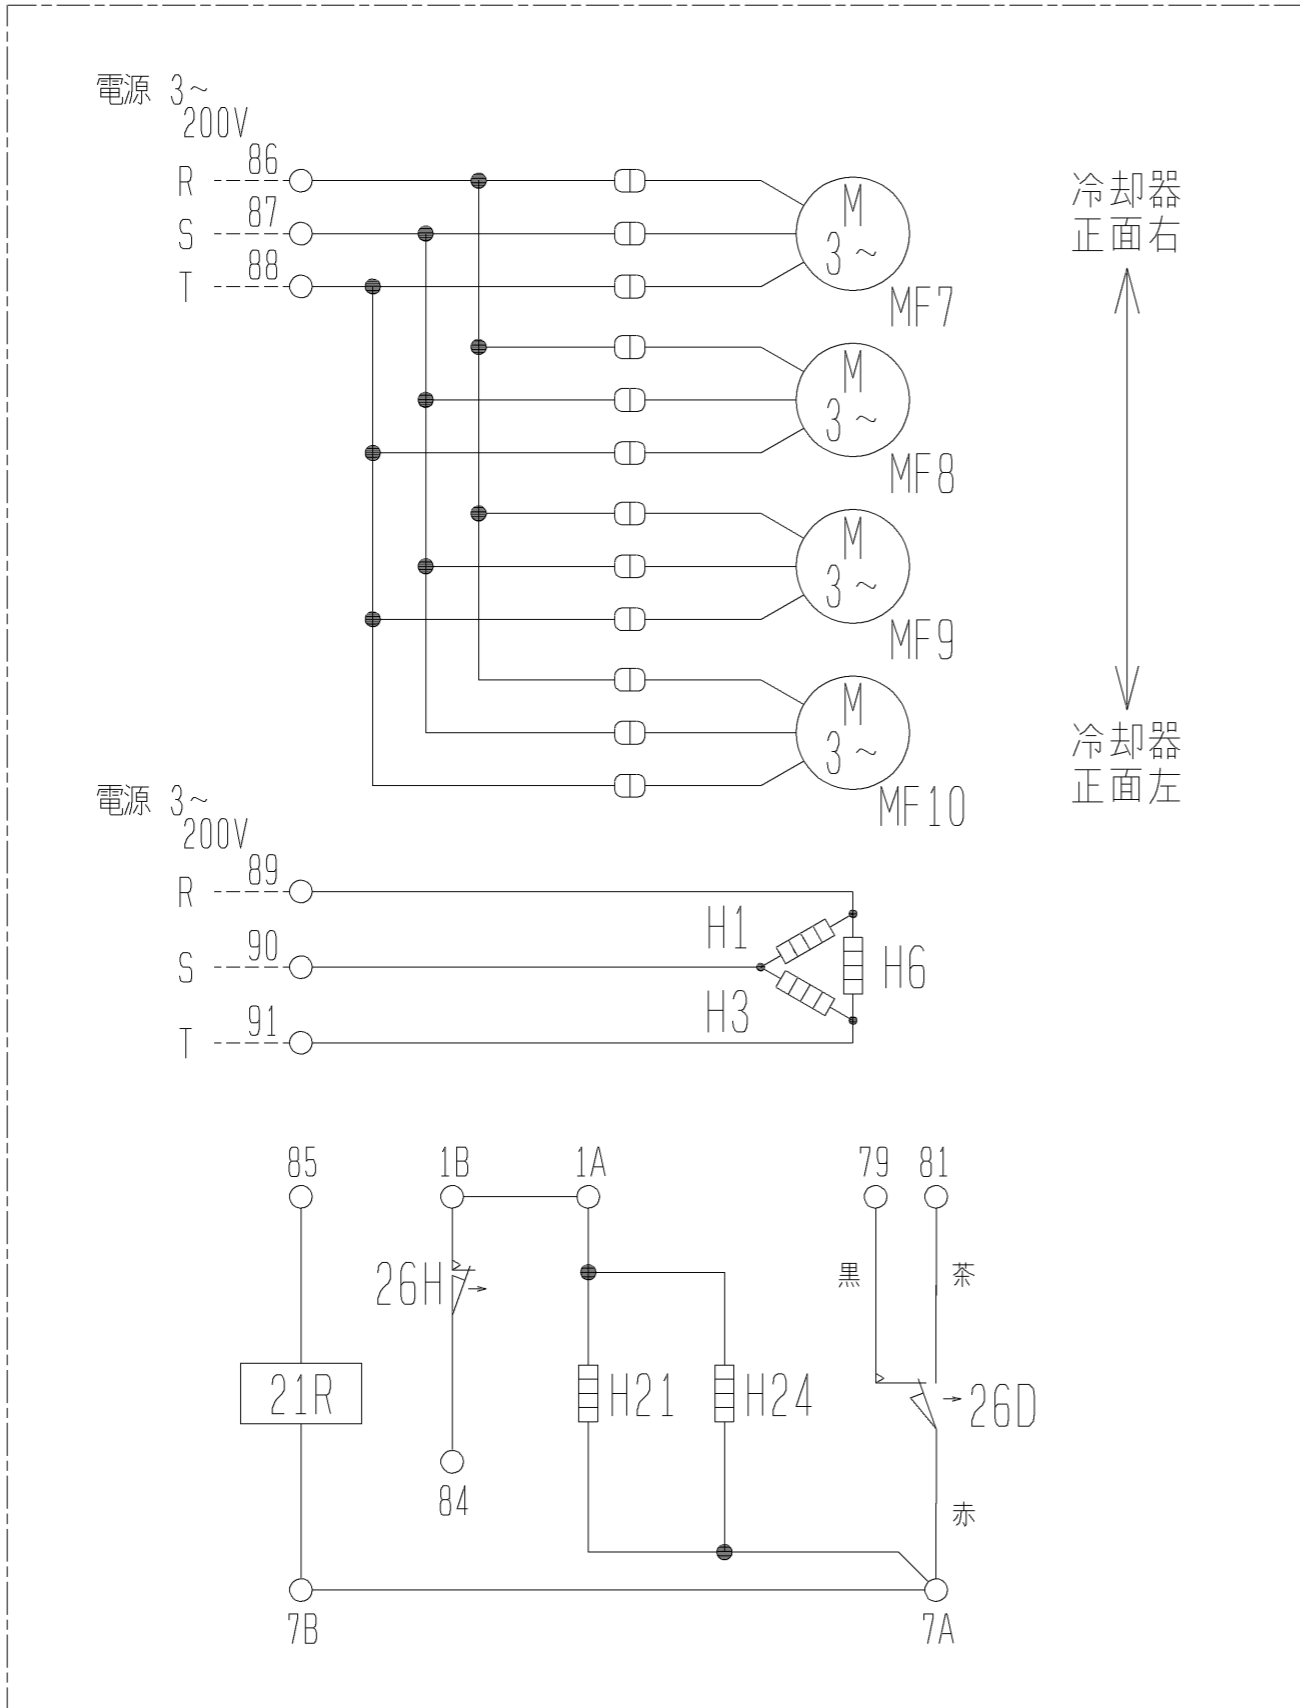 電源 3～
200V
R 86
S 87
T 88
M
3～
MF7
M
3～
MF8
M
3～
MF9
M
3～
MF10
冷却器
正面右
冷却器
正面左
電源 3～
200V
R 89
S 90
T 91
H1
H3
H6
85
1B
1A
79
81
26H
黒
茶
21R
H21
H24
26D
84
赤
7B
7A